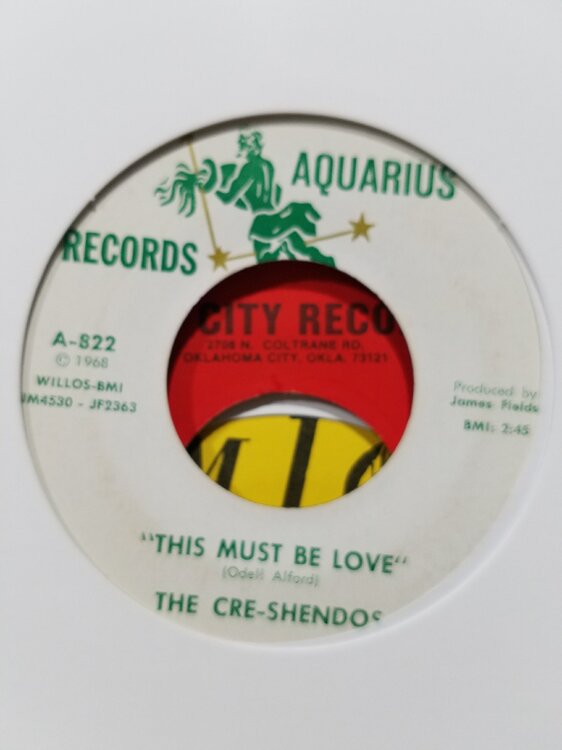 AQUARIUS
RECORDS
A-822
© 1968
WILLOS-BMI
JM4530 - JF2363
Produced by
James Fields
BMI: 2:45
CITY RECO
2708 N. COLTRANE RD.
OKLAHOMA CITY, OKLA. 73121
"THIS MUST BE LOVE"
(Odell Alford)
THE CRE-SHENDOS